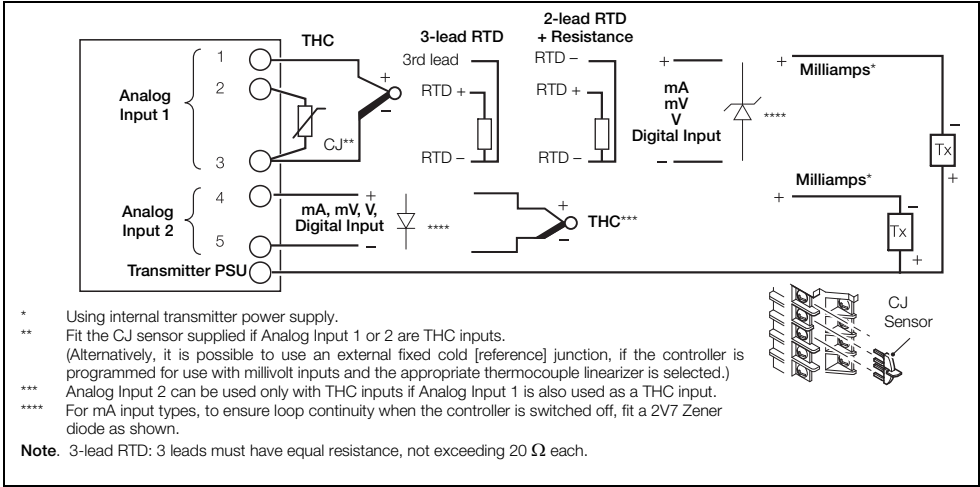 THC
3-lead RTD
2-lead RTD
+ Resistance
Analog
Input 1
1
2
3
CJ**
+
–
3rd lead
RTD +
RTD –
RTD –
RTD +
RTD –
+
mA
mV
V
Digital Input
–
****
+
Milliamps*
–
Tx
+
Analog
Input 2
4
5
+
mA, mV, V,
Digital Input
–
****
+
–
THC***
+
Milliamps*
–
Tx
+
Transmitter PSU
CJ
Sensor
* Using internal transmitter power supply.
** Fit the CJ sensor supplied if Analog Input 1 or 2 are THC inputs.
(Alternatively, it is possible to use an external fixed cold [reference] junction, if the controller is
programmed for use with millivolt inputs and the appropriate thermocouple linearizer is selected.)
*** Analog Input 2 can be used only with THC inputs if Analog Input 1 is also used as a THC input.
**** For mA input types, to ensure loop continuity when the controller is switched off, fit a 2V7 Zener
diode as shown.
Note. 3-lead RTD: 3 leads must have equal resistance, not exceeding 20 Ω each.